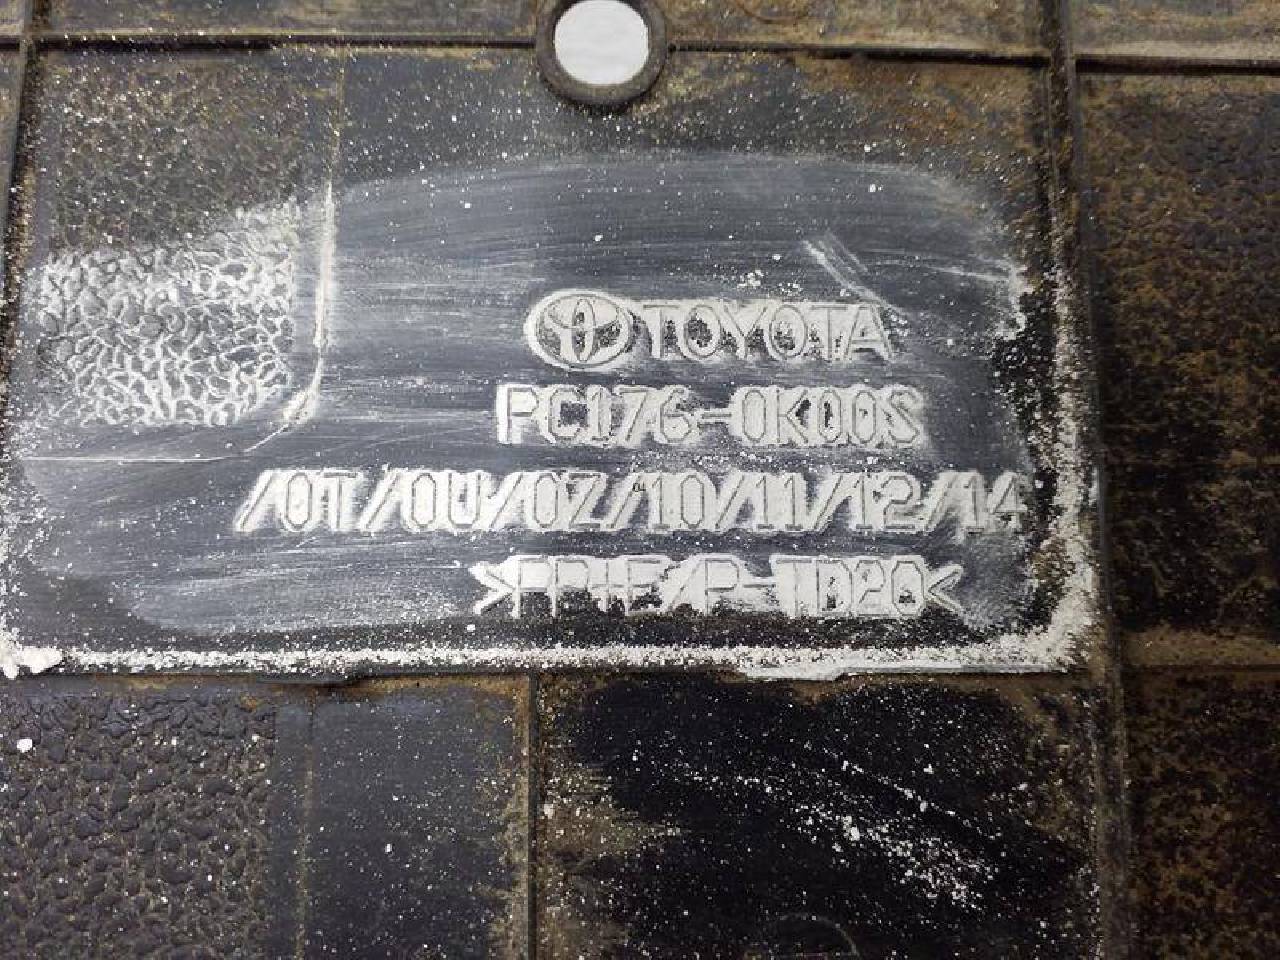 TOYOTA
PC176-0K00S
/0T/0U/0Z/10/11/12/14
>PP+E/P-TD20<